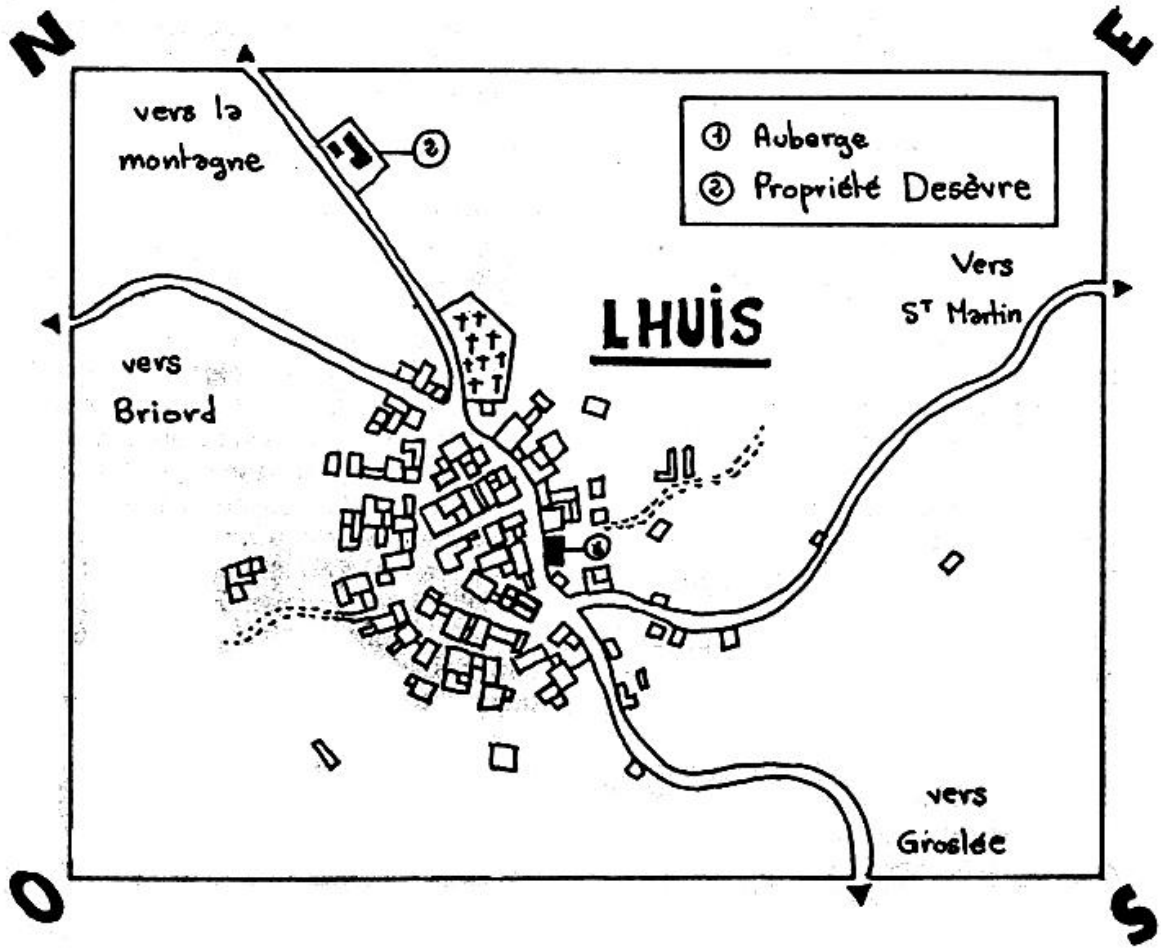 N
E
vers la
montagne
②
① Auberge
② Propriété Desèvre
Vers
Sᵀ Martin
LHUIS
vers
Briord
①
vers
Groslée
O
S